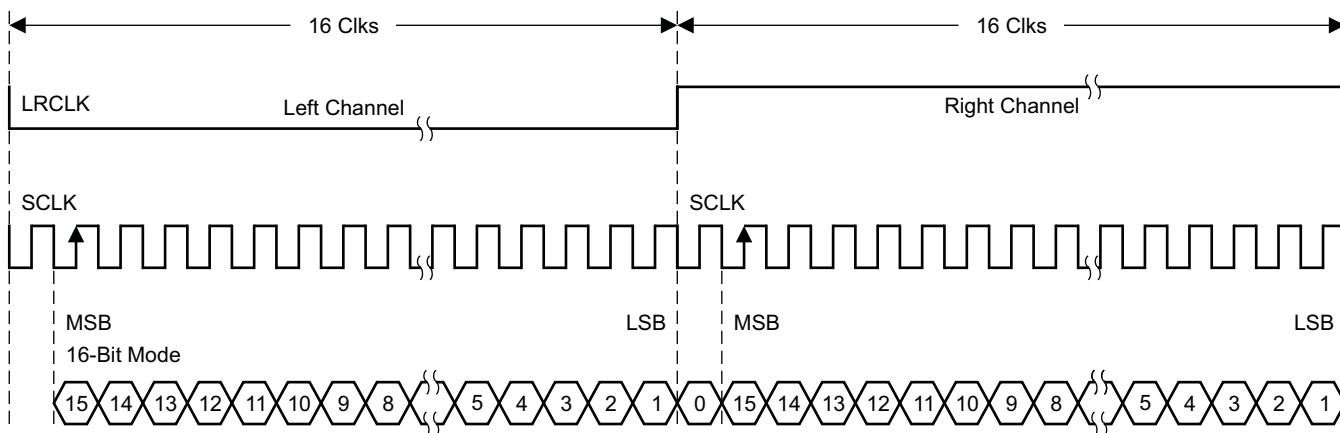 16 Clks 16 Clks
LRCLK Left Channel Right Channel
SCLK SCLK
MSB LSB MSB LSB
16-Bit Mode
15 14 13 12 11 10 9 8 5 4 3 2 1 0 15 14 13 12 11 10 9 8 5 4 3 2 1